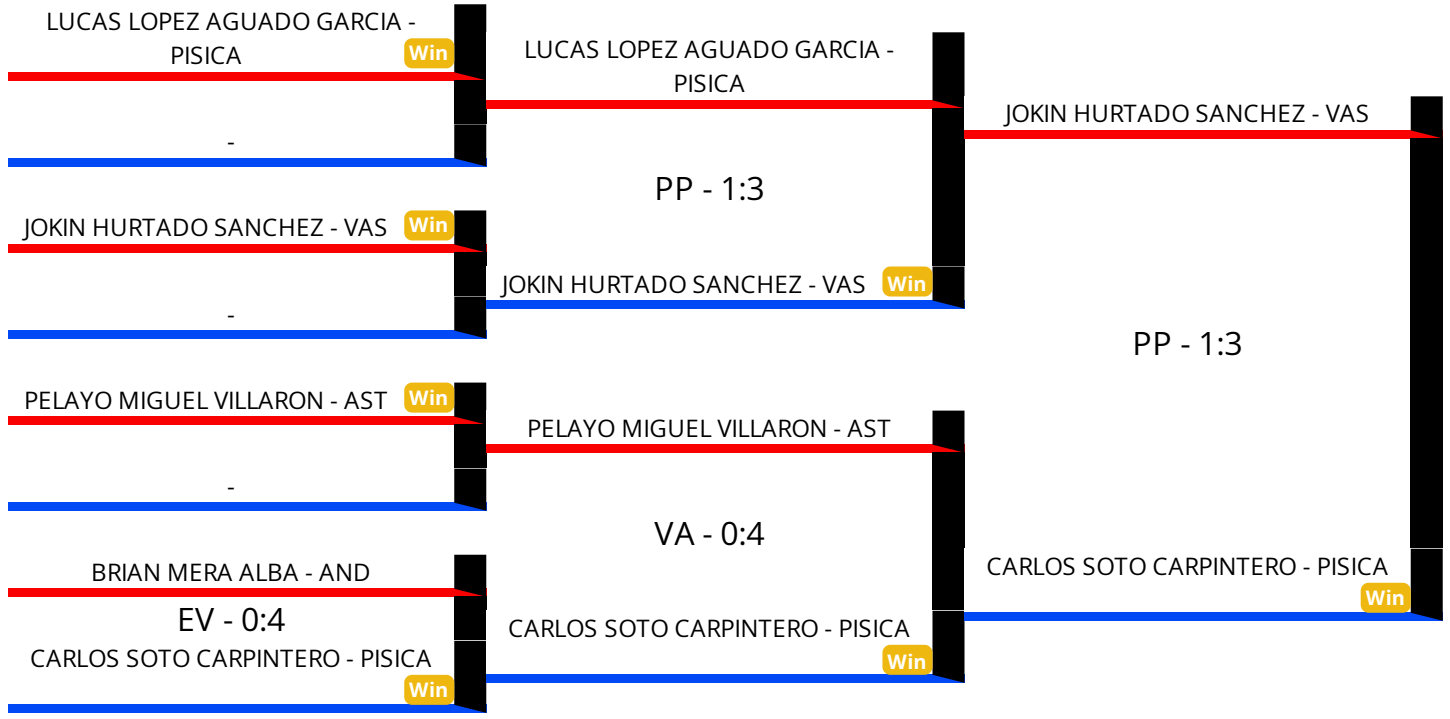 LUCAS LOPEZ AGUADO GARCIA -
PISICA
Win
-
JOKIN HURTADO SANCHEZ - VAS
Win
-
PELAYO MIGUEL VILLARON - AST
Win
-
BRIAN MERA ALBA - AND
EV - 0:4
CARLOS SOTO CARPINTERO - PISICA
Win
LUCAS LOPEZ AGUADO GARCIA -
PISICA
PP - 1:3
JOKIN HURTADO SANCHEZ - VAS
Win
PELAYO MIGUEL VILLARON - AST
VA - 0:4
CARLOS SOTO CARPINTERO - PISICA
Win
JOKIN HURTADO SANCHEZ - VAS
PP - 1:3
CARLOS SOTO CARPINTERO - PISICA
Win